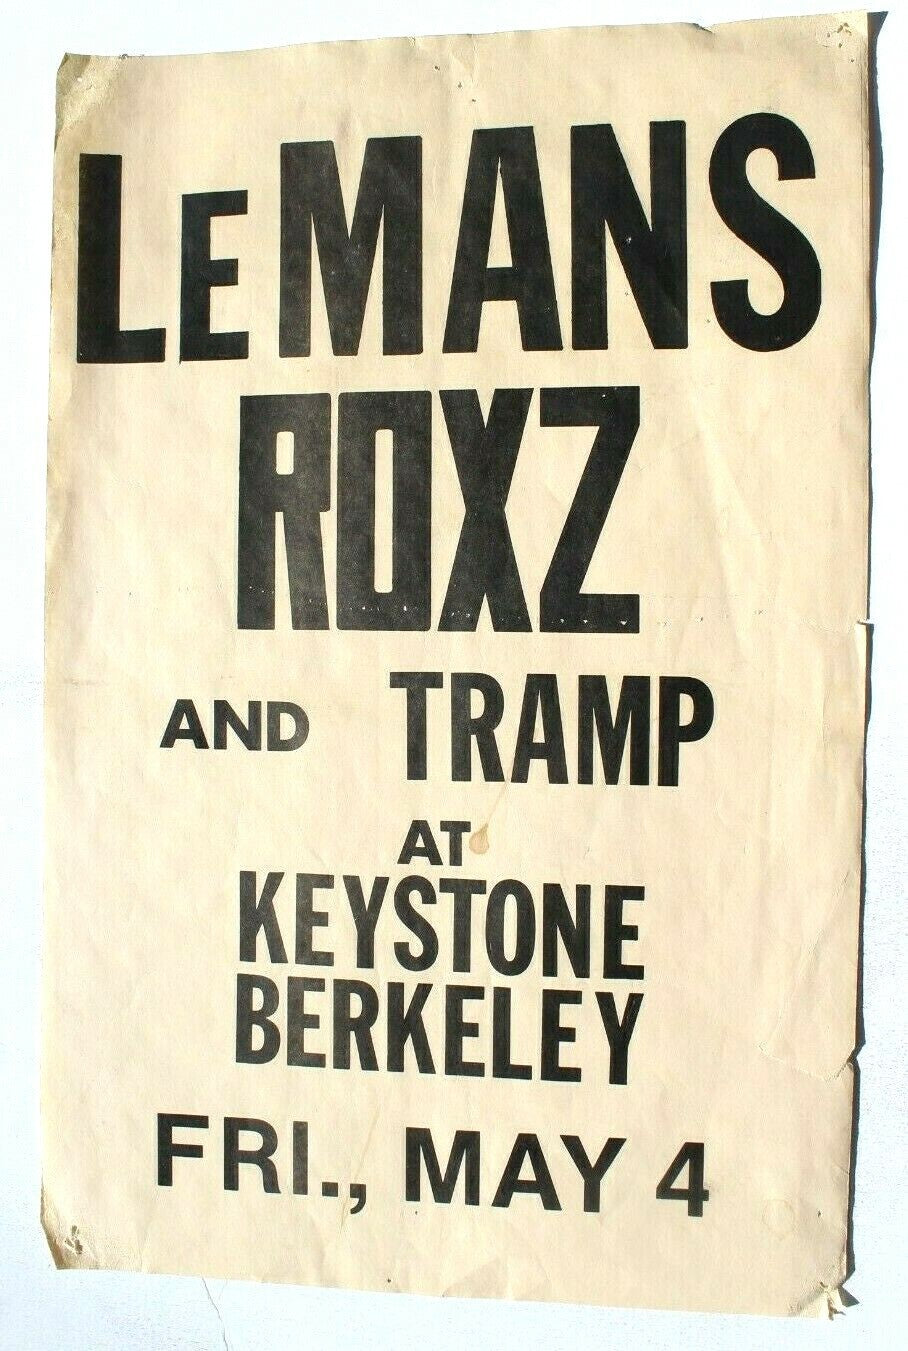 LEMANS
ROXZ
AND TRAMP
AT
KEYSTONE
BERKELEY
FRI., MAY 4